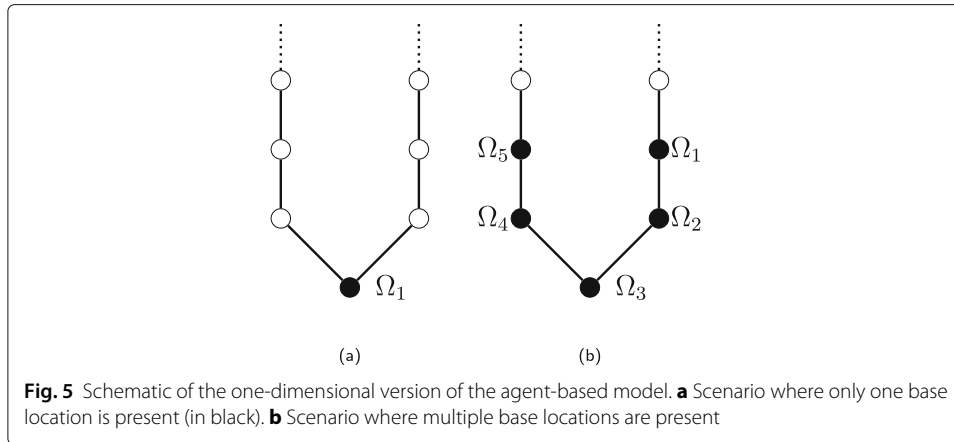 Ω₅
Ω₁
Ω₄
Ω₂
Ω₁
Ω₃
(a)
(b)
Fig. 5 Schematic of the one-dimensional version of the agent-based model. a Scenario where only one base
location is present (in black). b Scenario where multiple base locations are present